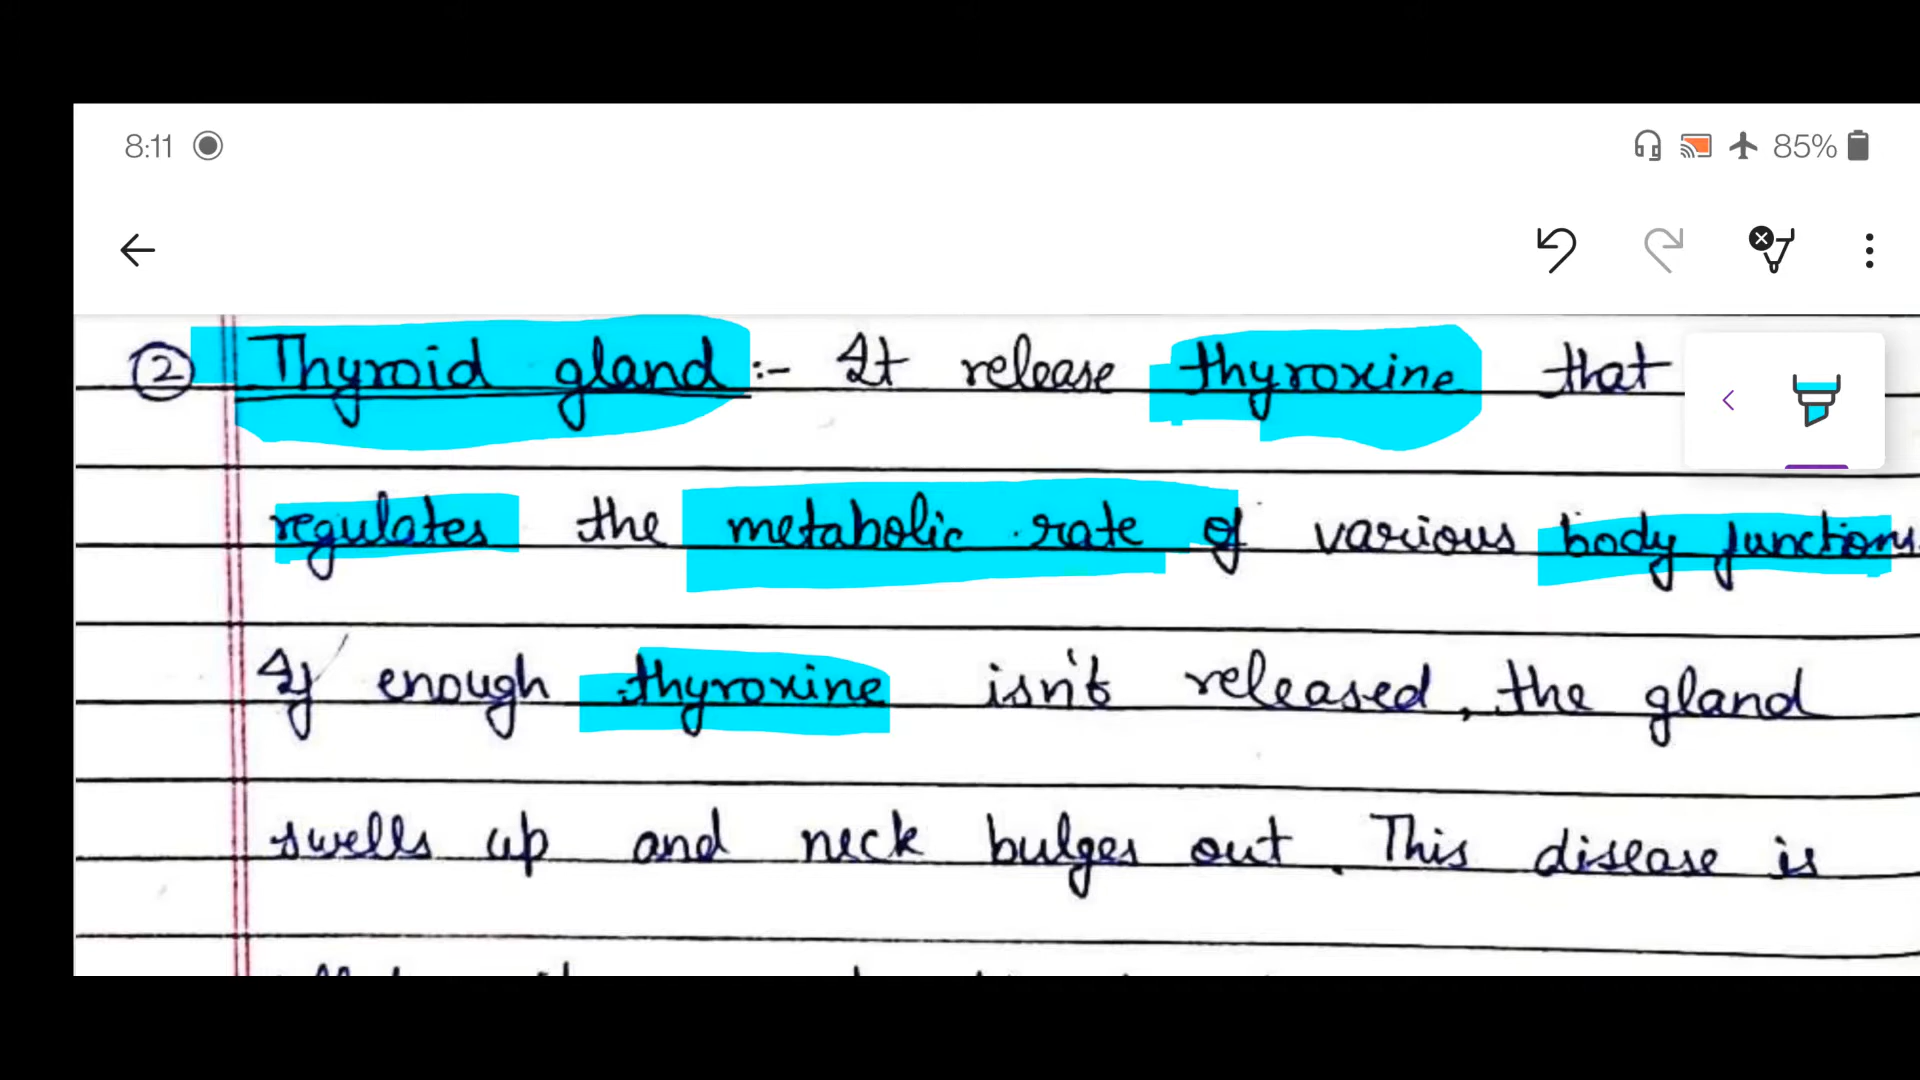 8:11 85%
② Thyroid gland :- It release thyroxine that
regulates the metabolic rate of various body functions.
If enough thyroxine isn't released, the gland
swells up and neck bulges out. This disease is